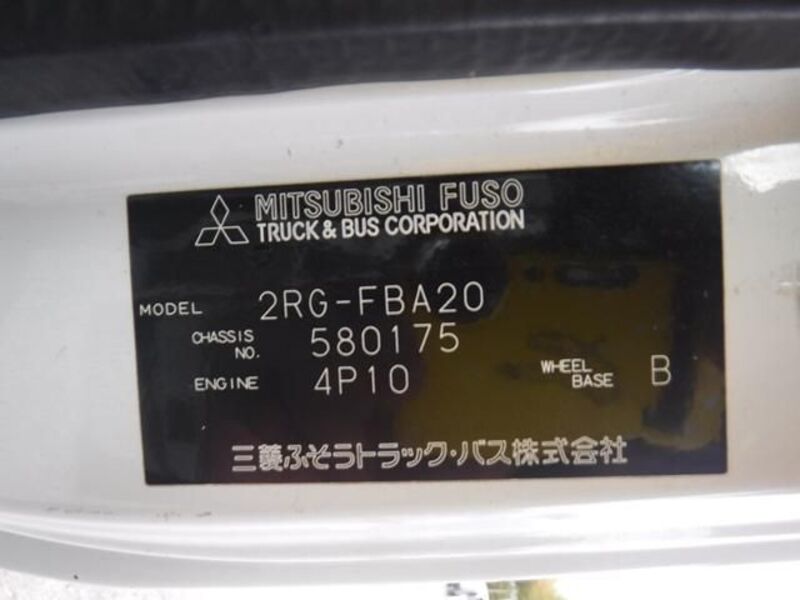 MITSUBISHI FUSO
TRUCK & BUS CORPORATION
MODEL 2RG-FBA20
CHASSIS NO. 580175
ENGINE 4P10 WHEEL BASE B
三菱ふそうトラック・バス株式会社